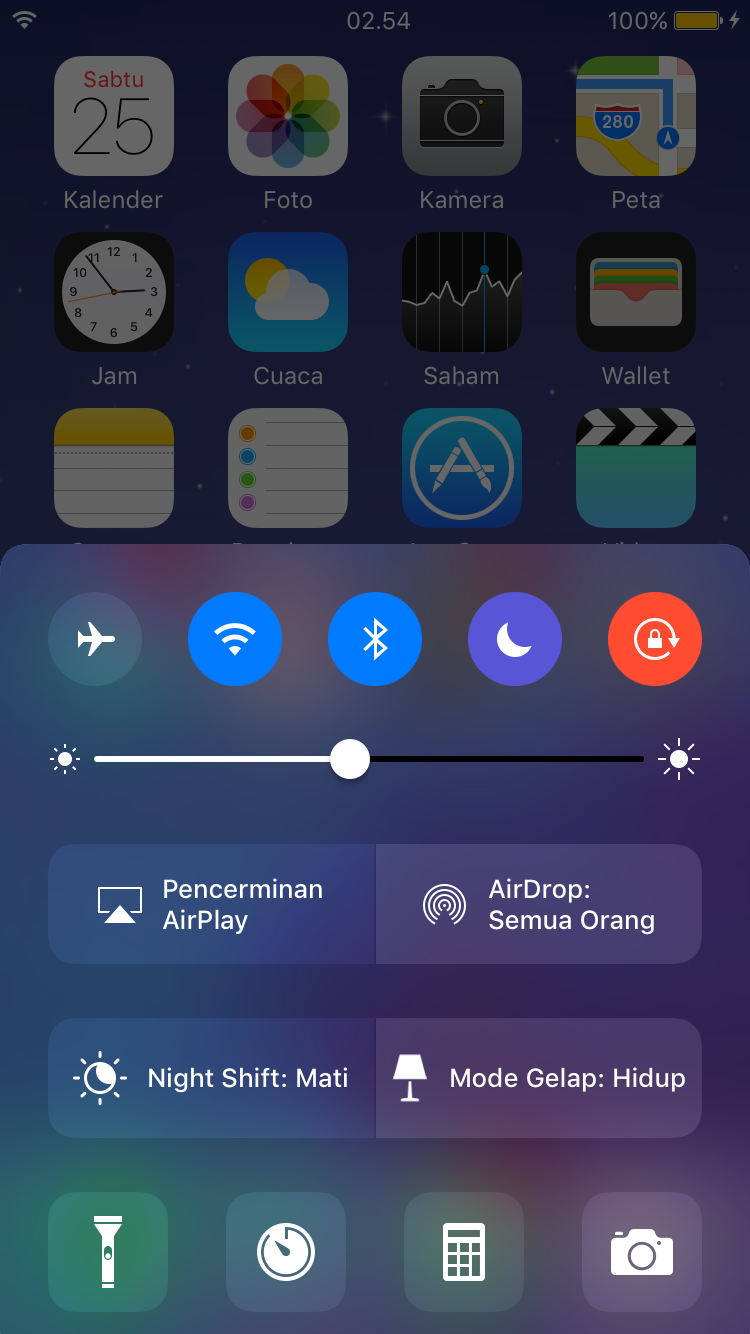 02.54
100%
Sabtu
25
280
Kalender
Foto
Kamera
Peta
12
11
1
10
2
9
3
8
4
7
5
6
Jam
Cuaca
Saham
Wallet
Pencerminan
AirPlay
AirDrop:
Semua Orang
Night Shift: Mati
Mode Gelap: Hidup